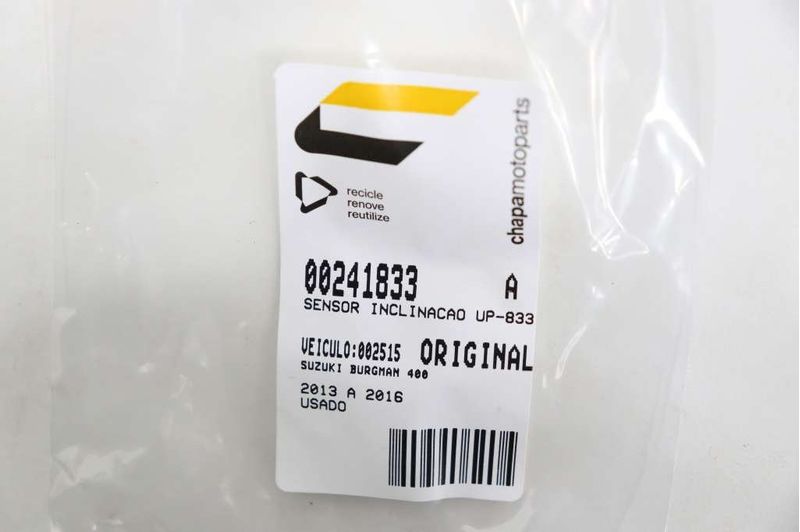 chapamotoparts
recicle
renove
reutilize
00241833 A
SENSOR INCLINACAO UP-833
VEICULO:002515 ORIGINAL
SUZUKI BURGMAN 400
2013 A 2016
USADO